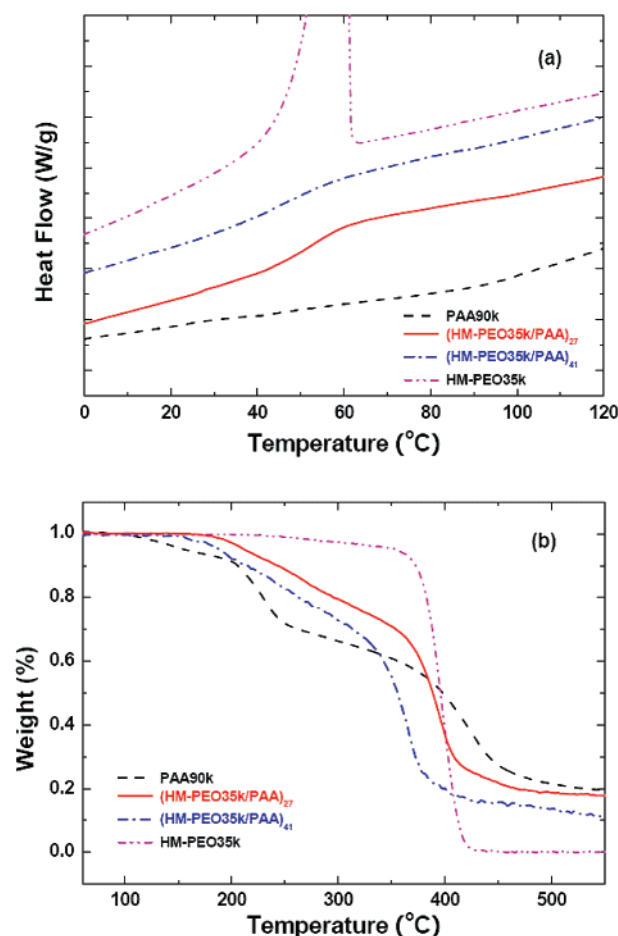 (a)
Heat Flow (W/g)
PAA90k
(HM-PEO35k/PAA)27
(HM-PEO35k/PAA)41
HM-PEO35k
0 20 40 60 80 100 120
Temperature (°C)
(b)
Weight (%)
1.0
0.8
0.6
0.4
0.2
0.0
PAA90k
(HM-PEO35k/PAA)27
(HM-PEO35k/PAA)41
HM-PEO35k
100 200 300 400 500
Temperature (°C)